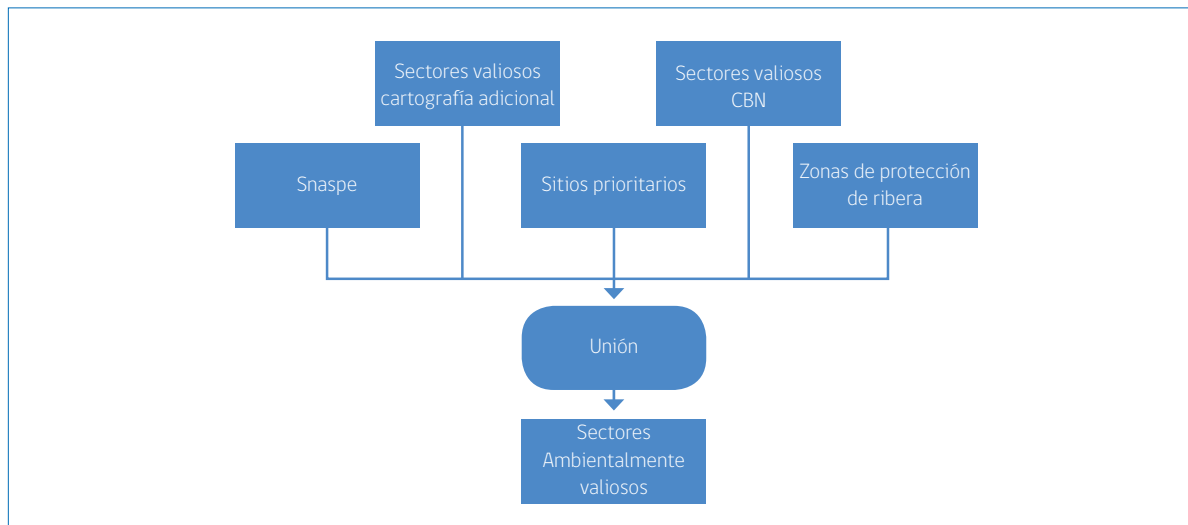 Sectores valiosos
cartografía adicional
Sectores valiosos
CBN
Snaspe
Sitios prioritarios
Zonas de protección
de ribera
Unión
Sectores
Ambientalmente
valiosos